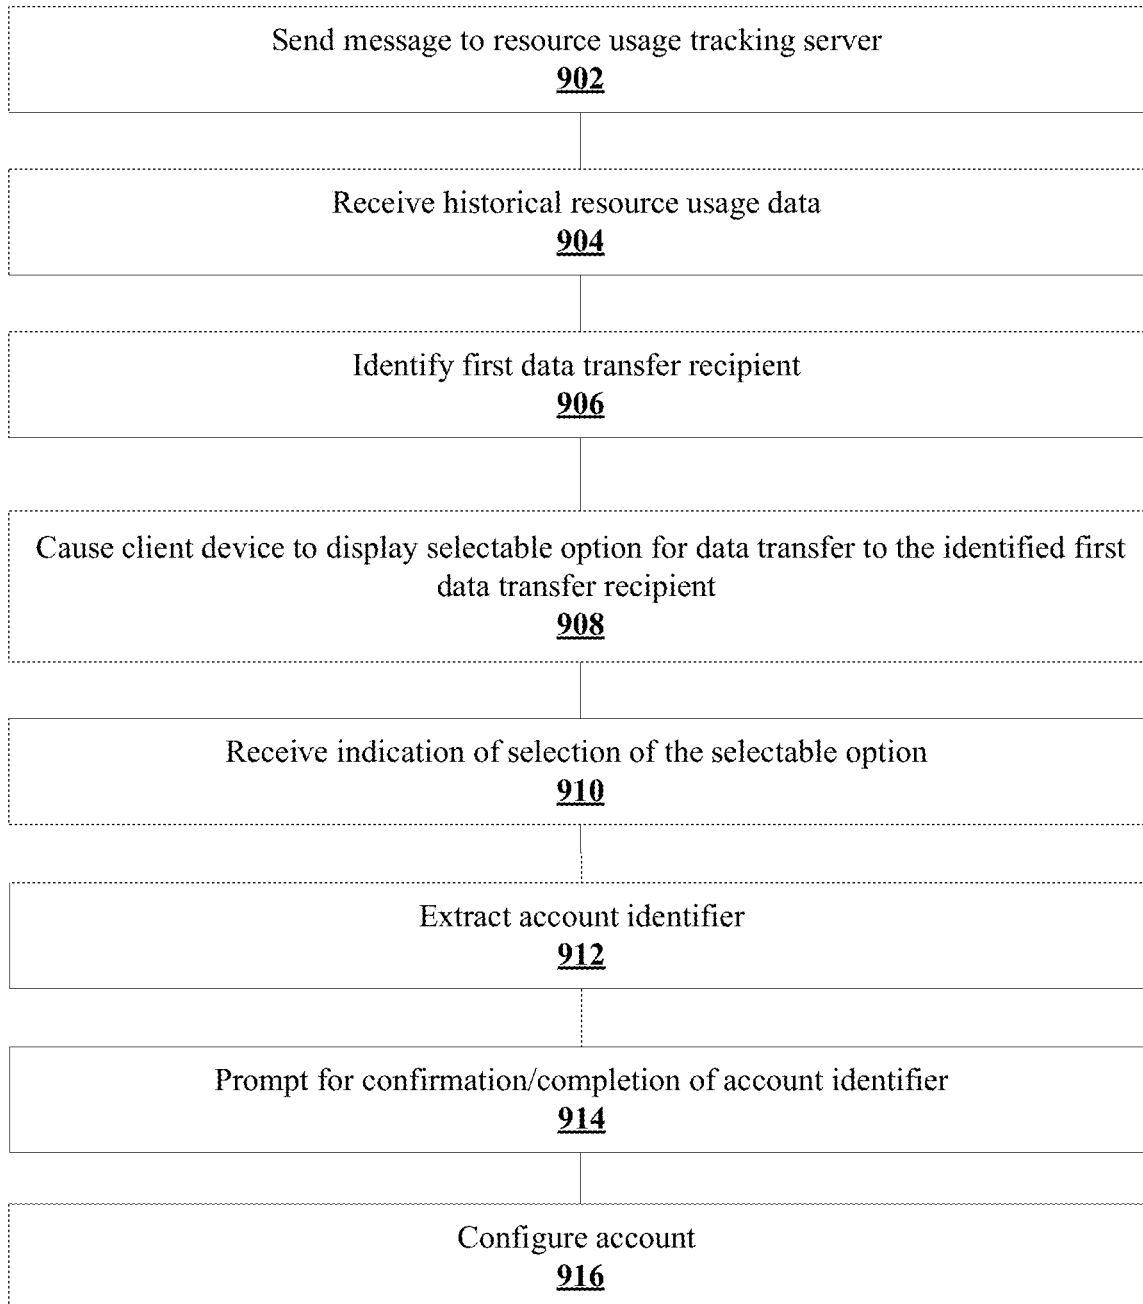 Send message to resource usage tracking server
902
Receive historical resource usage data
904
Identify first data transfer recipient
906
Cause client device to display selectable option for data transfer to the identified first
data transfer recipient
908
Receive indication of selection of the selectable option
910
Extract account identifier
912
Prompt for confirmation/completion of account identifier
914
Configure account
916